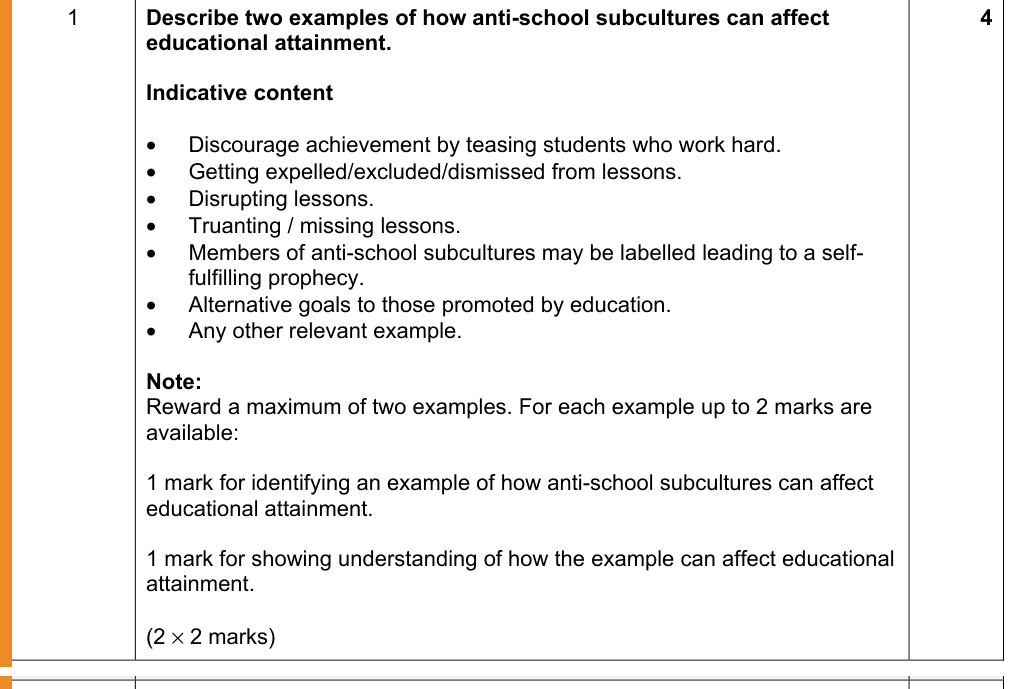 1
Describe two examples of how anti-school subcultures can affect
educational attainment.
4
Indicative content
• Discourage achievement by teasing students who work hard.
• Getting expelled/excluded/dismissed from lessons.
• Disrupting lessons.
• Truanting / missing lessons.
• Members of anti-school subcultures may be labelled leading to a self-
fulfilling prophecy.
• Alternative goals to those promoted by education.
• Any other relevant example.
Note:
Reward a maximum of two examples. For each example up to 2 marks are
available:
1 mark for identifying an example of how anti-school subcultures can affect
educational attainment.
1 mark for showing understanding of how the example can affect educational
attainment.
(2 × 2 marks)